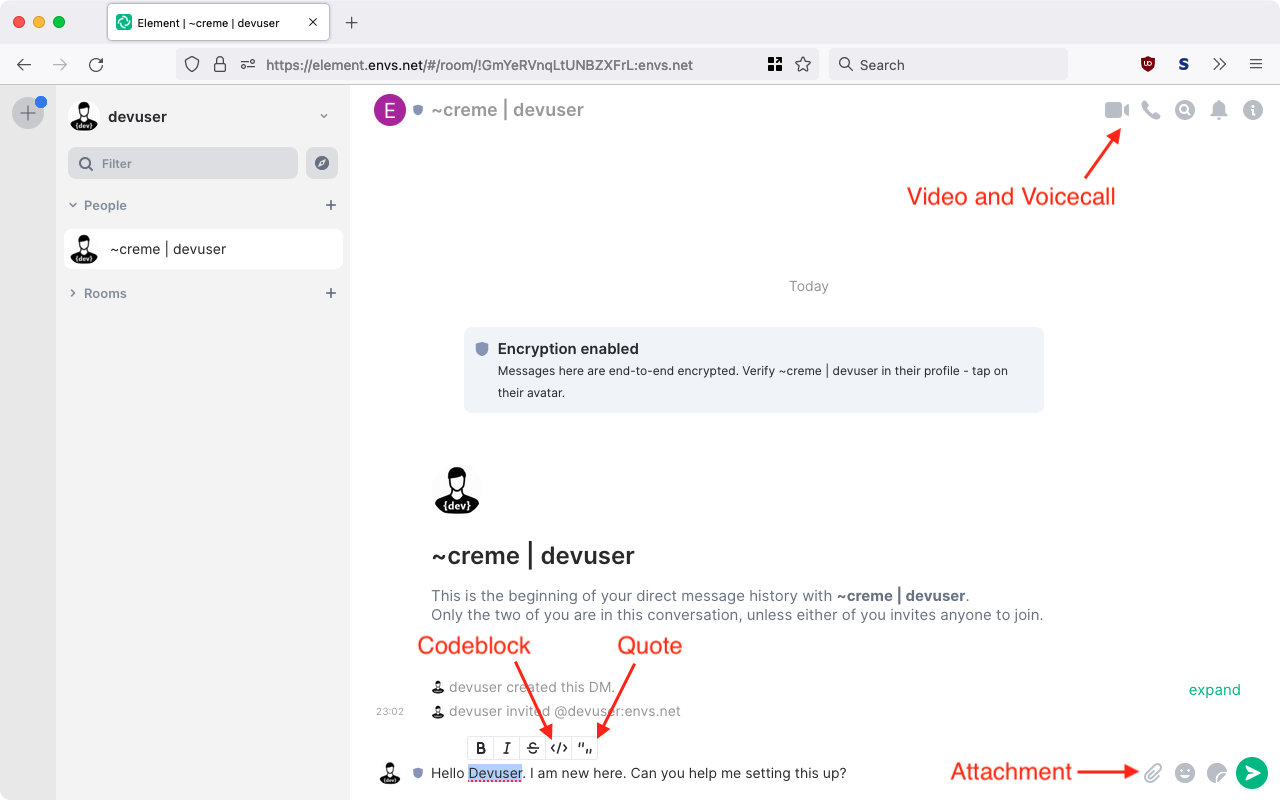 Element | ~creme | devuser
https://element.envs.net/#/room/!GmYeRVnqLtUNBZXFrL:envs.net
Search
S
devuser
{dev}
Filter
People
~creme | devuser
{dev}
Rooms
E
~creme | devuser
Video and Voicecall
Today
Encryption enabled
Messages here are end-to-end encrypted. Verify ~creme | devuser in their profile - tap on
their avatar.
{dev}
~creme | devuser
This is the beginning of your direct message history with ~creme | devuser.
Only the two of you are in this conversation, unless either of you invites anyone to join.
Codeblock
Quote
devuser created this DM.
expand
23:02 devuser invited @devuser:envs.net
B I S </> "„
Hello Devuser. I am new here. Can you help me setting this up?
Attachment